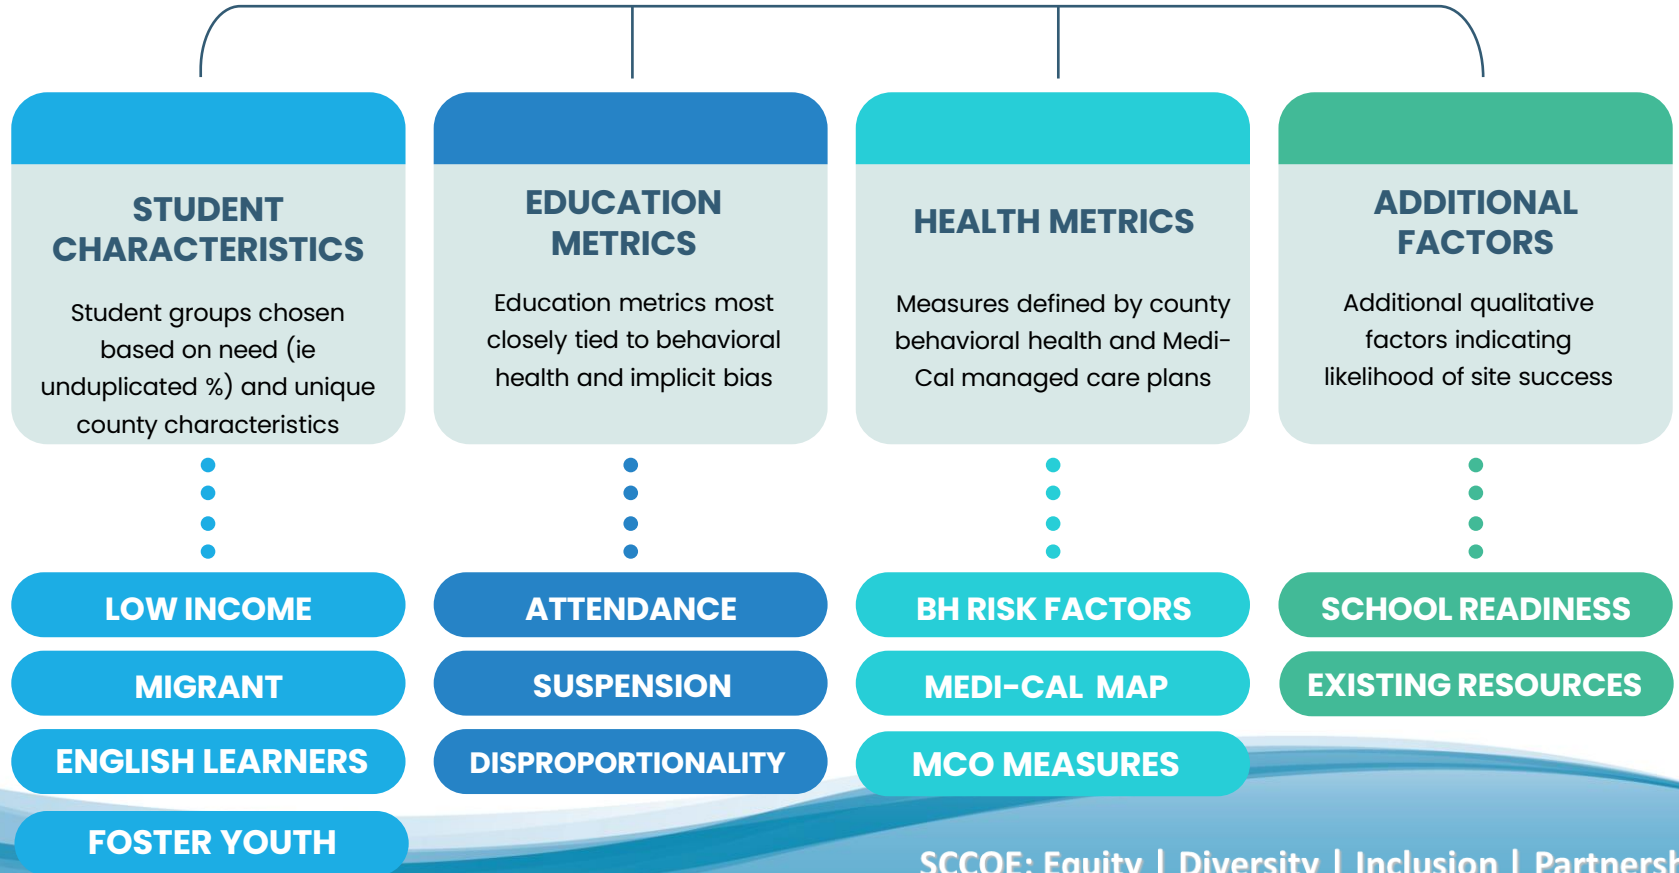 STUDENT
CHARACTERISTICS
Student groups chosen
based on need (ie
unduplicated %) and unique
county characteristics
LOW INCOME
MIGRANT
ENGLISH LEARNERS
FOSTER YOUTH
EDUCATION
METRICS
Education metrics most
closely tied to behavioral
health and implicit bias
ATTENDANCE
SUSPENSION
DISPROPORTIONALITY
HEALTH METRICS
Measures defined by county
behavioral health and Medi-
Cal managed care plans
BH RISK FACTORS
MEDI-CAL MAP
MCO MEASURES
ADDITIONAL
FACTORS
Additional qualitative
factors indicating
likelihood of site success
SCHOOL READINESS
EXISTING RESOURCES
SCCOE: Equity | Diversity | Inclusion | Partnersh